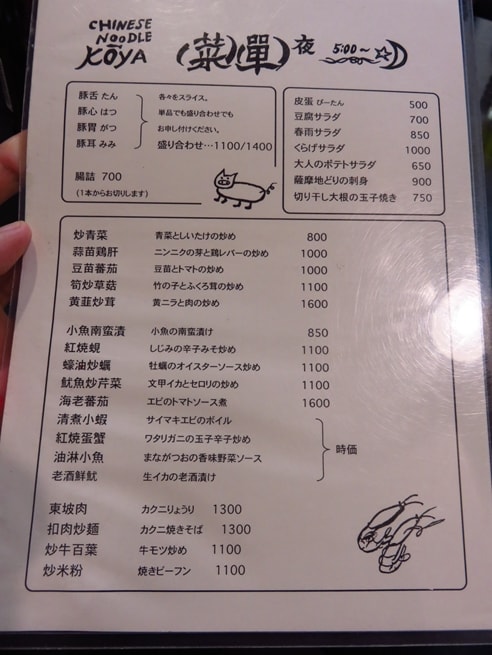 CHINESE
NOODLE
KŌYA
(菜)(單) 夜 5:00〜
豚舌 たん
豚心 はつ
豚胃 がつ
豚耳 みみ
各々をスライス。
単品でも盛り合わせでも
お申し付けください。
盛り合わせ…1100/1400
腸詰 700
(1本からお切りします)
皮蛋 ぴーたん 500
豆腐サラダ 700
春雨サラダ 850
くらげサラダ 1000
大人のポテトサラダ 650
薩摩地どりの刺身 900
切り干し大根の玉子焼き 750
炒青菜 青菜としいたけの炒め 800
蒜苗鶏肝 ニンニクの芽と鶏レバーの炒め 1000
豆苗蕃茄 豆苗とトマトの炒め 1000
筍炒草菇 竹の子とふくろ茸の炒め 1100
黄韮炒茸 黄ニラと肉の炒め 1600
小魚南蛮漬 小魚の南蛮漬け 850
紅焼蜆 しじみの辛子みそ炒め 1100
蠔油炒蠣 牡蠣のオイスターソース炒め 1100
魷魚炒芹菜 文甲イカとセロリの炒め 1100
海老蕃茄 エビのトマトソース煮 1600
清煮小蝦 サイマキエビのボイル
紅焼蛋蟹 ワタリガニの玉子辛子炒め
油淋小魚 まながつおの香味野菜ソース
老酒鮮魷 生イカの老酒漬け
時価
東坡肉 カクニりょうり 1300
扣肉炒麺 カクニ焼きそば 1300
炒牛百葉 牛モツ炒め 1100
炒米粉 焼きビーフン 1100